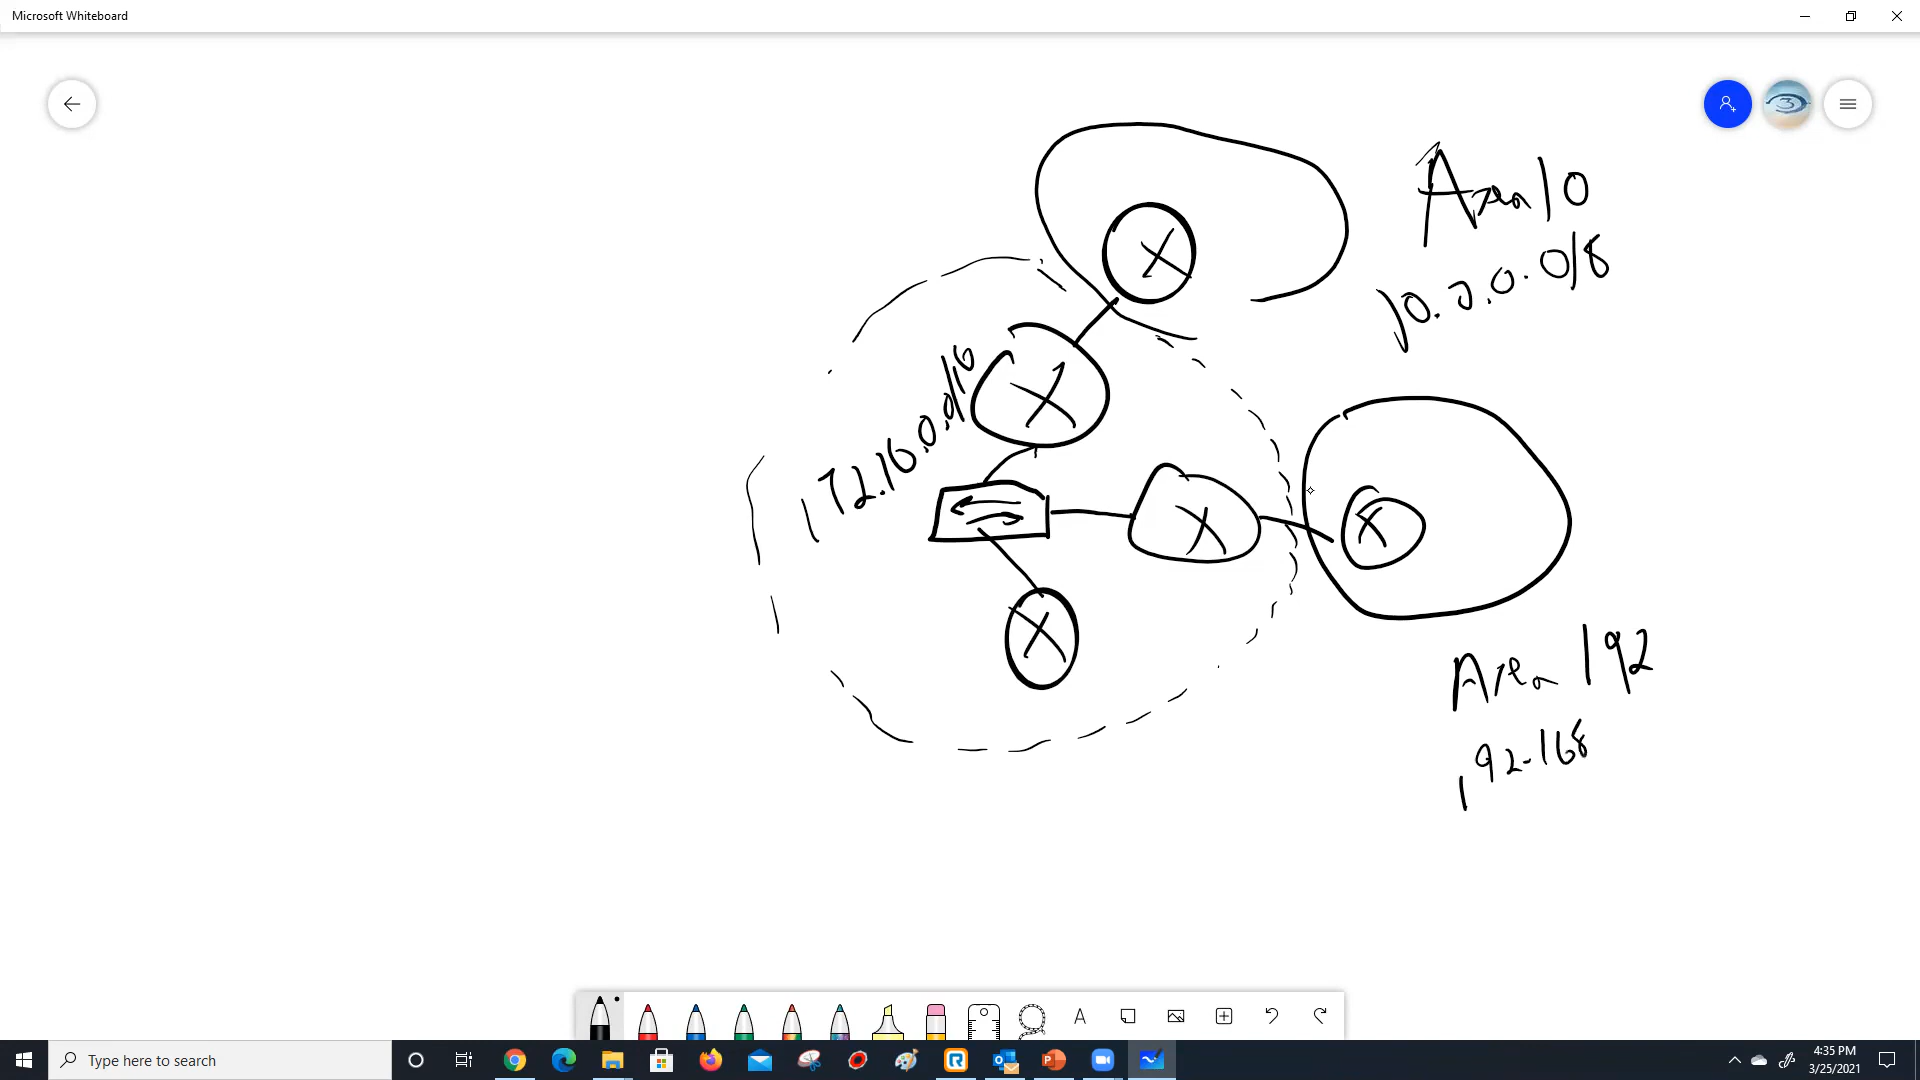 Microsoft Whiteboard
Area 10
10.0.0.0/8
172.16.0.0/16
Area 192
192.168
A
Type here to search
4:35 PM
3/25/2021